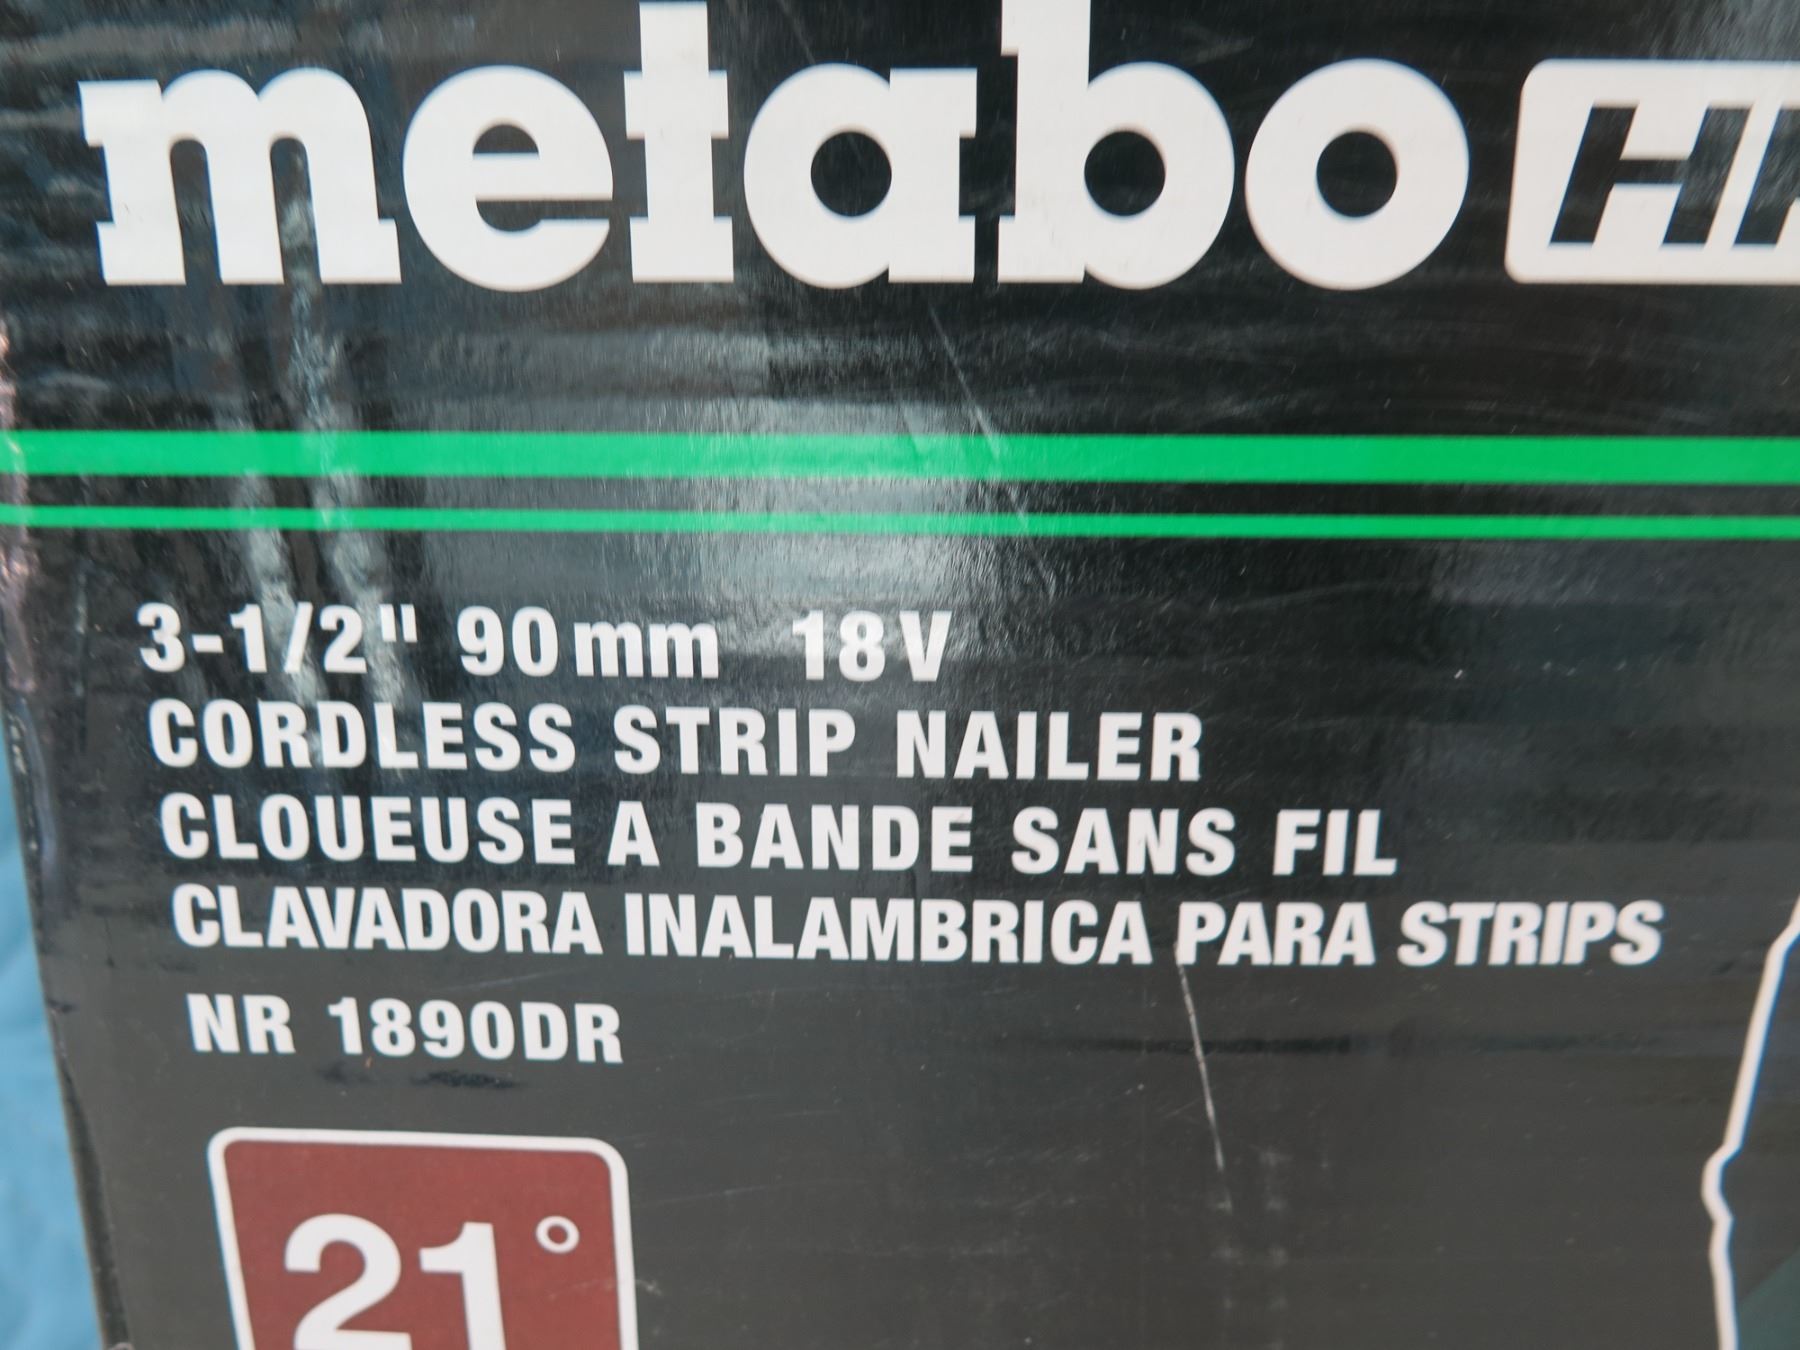 metabo H
3-1/2" 90mm 18V
CORDLESS STRIP NAILER
CLOUEUSE A BANDE SANS FIL
CLAVADORA INALAMBRICA PARA STRIPS
NR 1890DR
21°